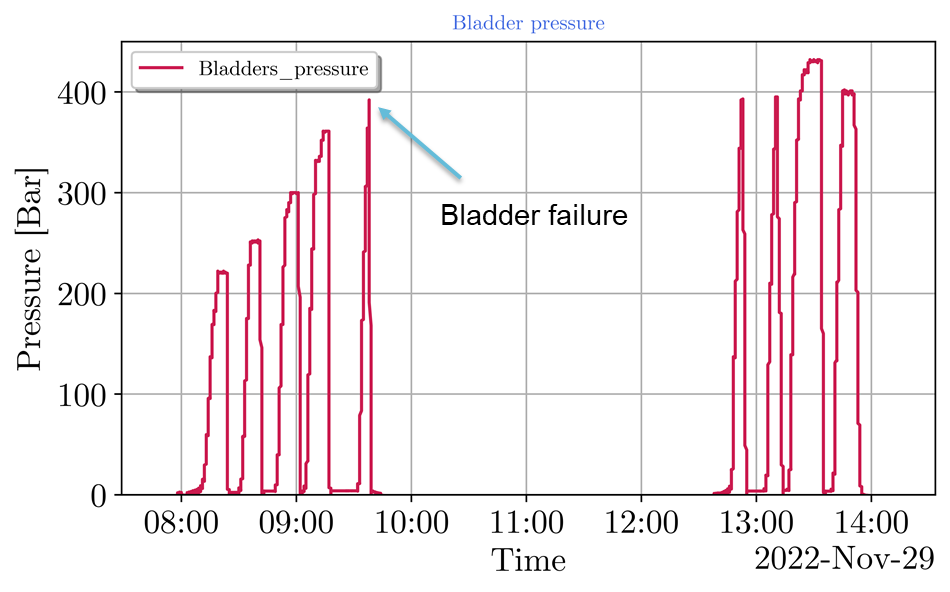 Bladder pressure
Bladders_pressure
400
300
200
100
0
Pressure [Bar]
Bladder failure
08:00 09:00 10:00 11:00 12:00 13:00 14:00
Time
2022-Nov-29